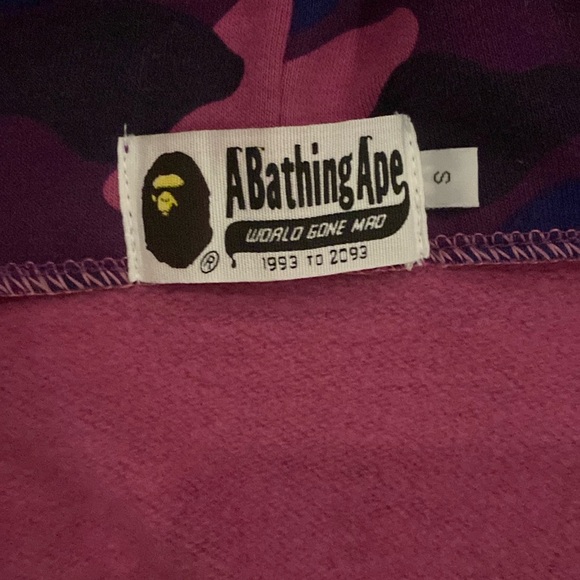 ABathingApe
WORLD GONE MAD
1993 TO 2093
®
S